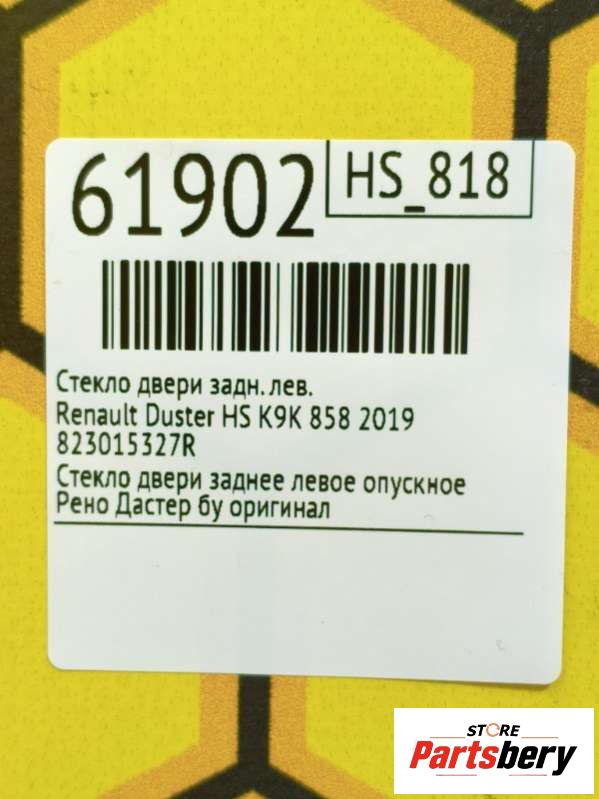 61902
HS_818
Стекло двери задн.лев.
Renault Duster HS K9K 858 2019
823015327R
Стекло двери заднее левое опускное
Рено Дастер бу оригинал
STORE
Partsbery